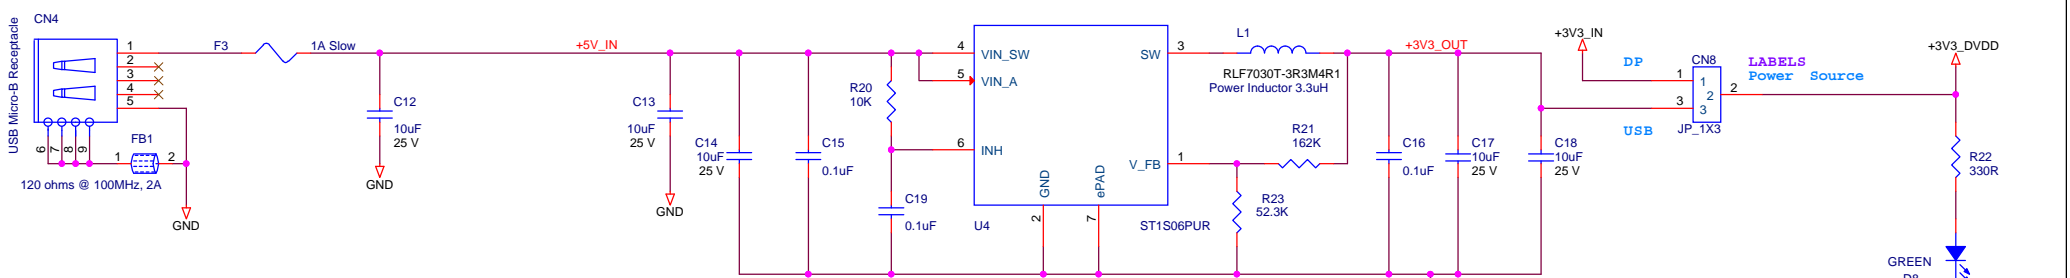 CN4
USB Micro-B Receptacle
1
2
3
4
5
6
7
8
9
FB1
1
2
120 ohms @ 100MHz, 2A
GND
F3
1A Slow
C12
10uF
25 V
GND
+5V_IN
C13
10uF
25 V
GND
C14
10uF
25 V
C15
0.1uF
R20
10K
C19
0.1uF
4
VIN_SW
5
VIN_A
6
INH
SW
3
V_FB
1
GND
2
ePAD
7
U4
ST1S06PUR
L1
RLF7030T-3R3M4R1
Power Inductor 3.3uH
R21
162K
R23
52.3K
+3V3_OUT
C16
0.1uF
C17
10uF
25 V
C18
10uF
25 V
+3V3_IN
DP
USB
CN8
1
1
2
2
3
3
JP_1X3
LABELS
Power Source
+3V3_DVDD
R22
330R
GREEN